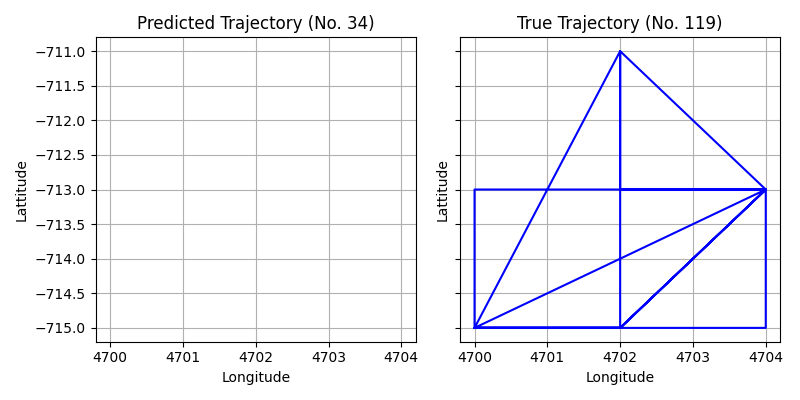 Predicted Trajectory (No. 34)
True Trajectory (No. 119)
Lattitude
−711.0
−711.5
−712.0
−712.5
−713.0
−713.5
−714.0
−714.5
−715.0
4700 4701 4702 4703 4704
Longitude
Lattitude
4700 4701 4702 4703 4704
Longitude